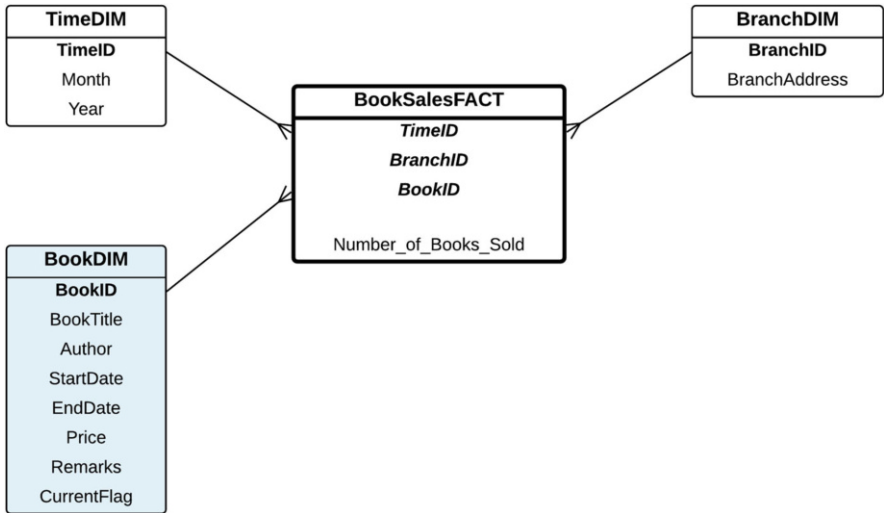 TimeDIM
TimeID
Month
Year
BranchDIM
BranchID
BranchAddress
BookSalesFACT
TimeID
BranchID
BookID
Number_of_Books_Sold
BookDIM
BookID
BookTitle
Author
StartDate
EndDate
Price
Remarks
CurrentFlag